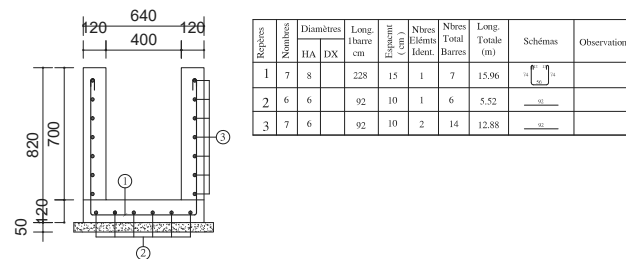 640
120 120
400
820
700
120
50
1
2
3
Repères Nombres Diamètres HA DX Long. 1barre cm Espacmt ( cm ) Nbres Elémts Ident. Nbres Total Barres Long. Totale (m) Schémas Observation
1 7 8 228 15 1 7 15.96 74 56 74
2 6 6 92 10 1 6 5.52 92
3 7 6 92 10 2 14 12.88 92